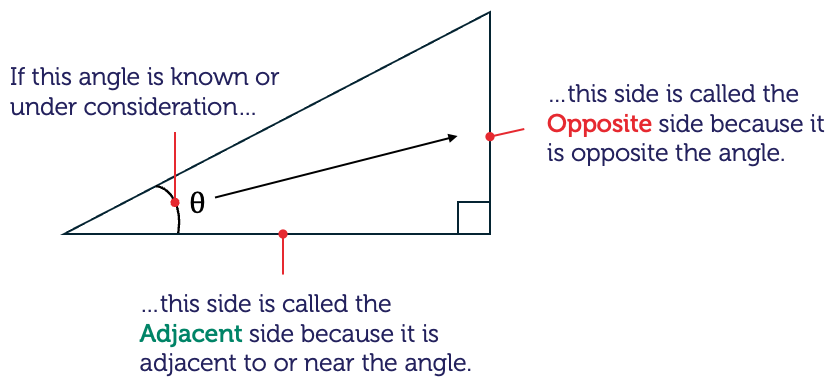 If this angle is known or
under consideration...
...this side is called the
Opposite side because it
is opposite the angle.
θ
...this side is called the
Adjacent side because it is
adjacent to or near the angle.